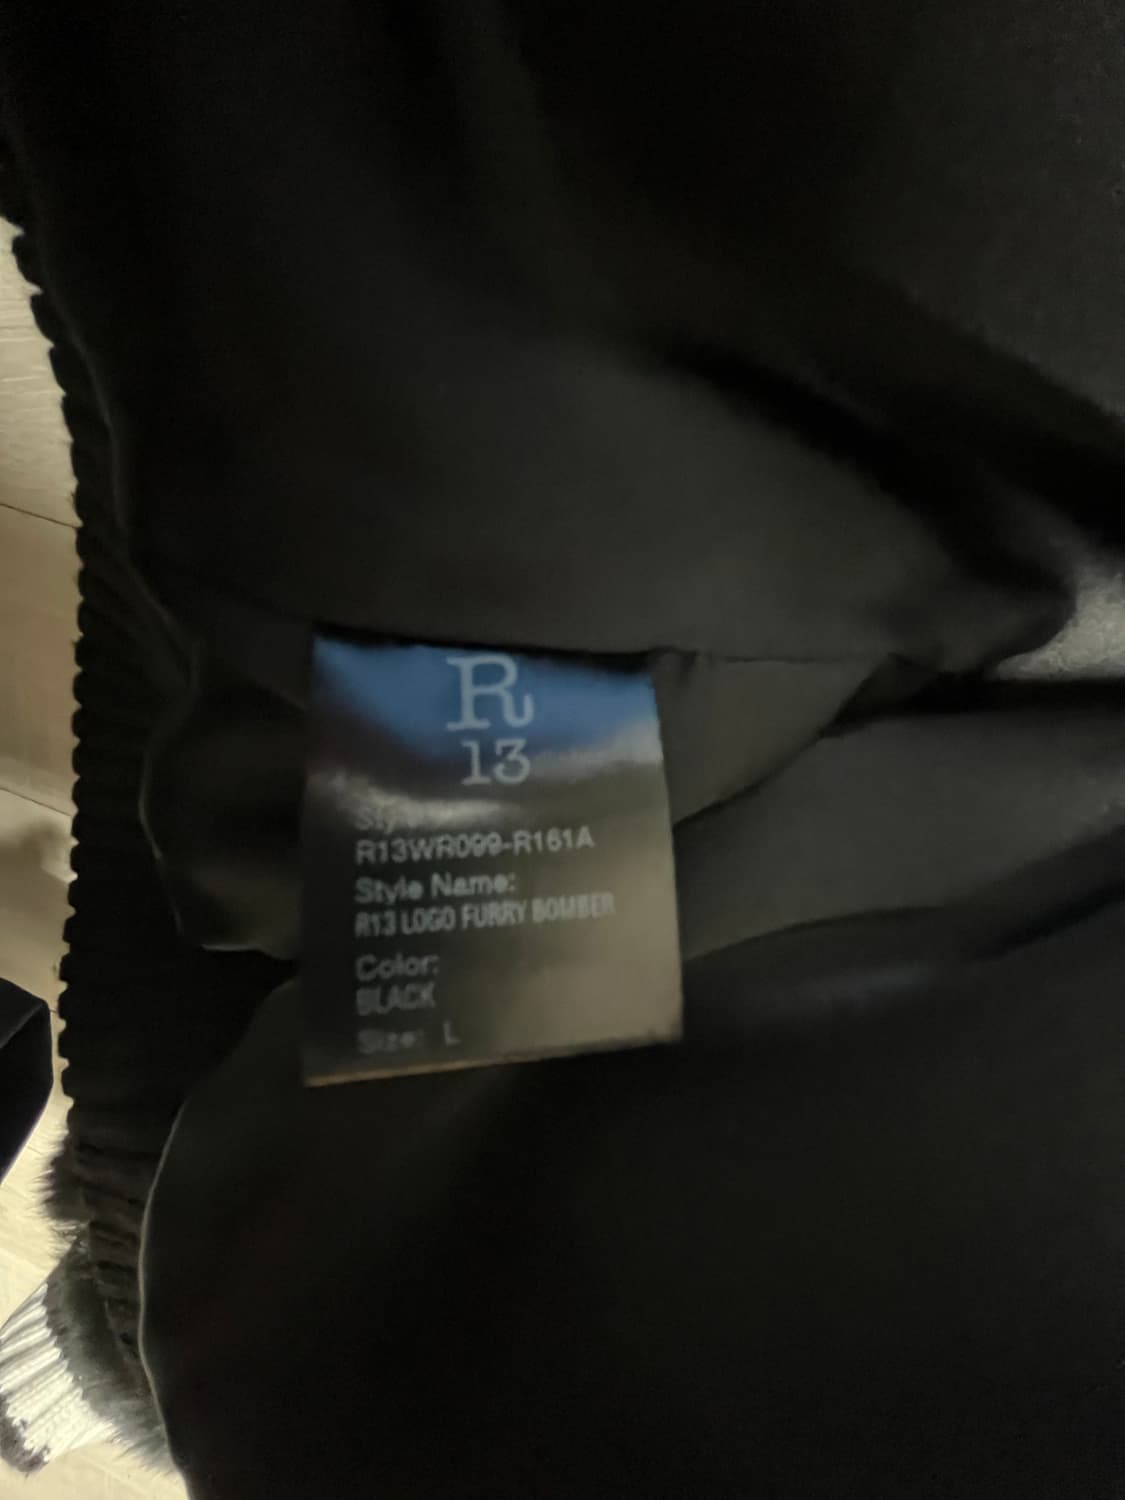 R
13
R13WR099-R161A
Style Name:
R13 LOGO FURRY BOMBER
Color:
BLACK
Size: L